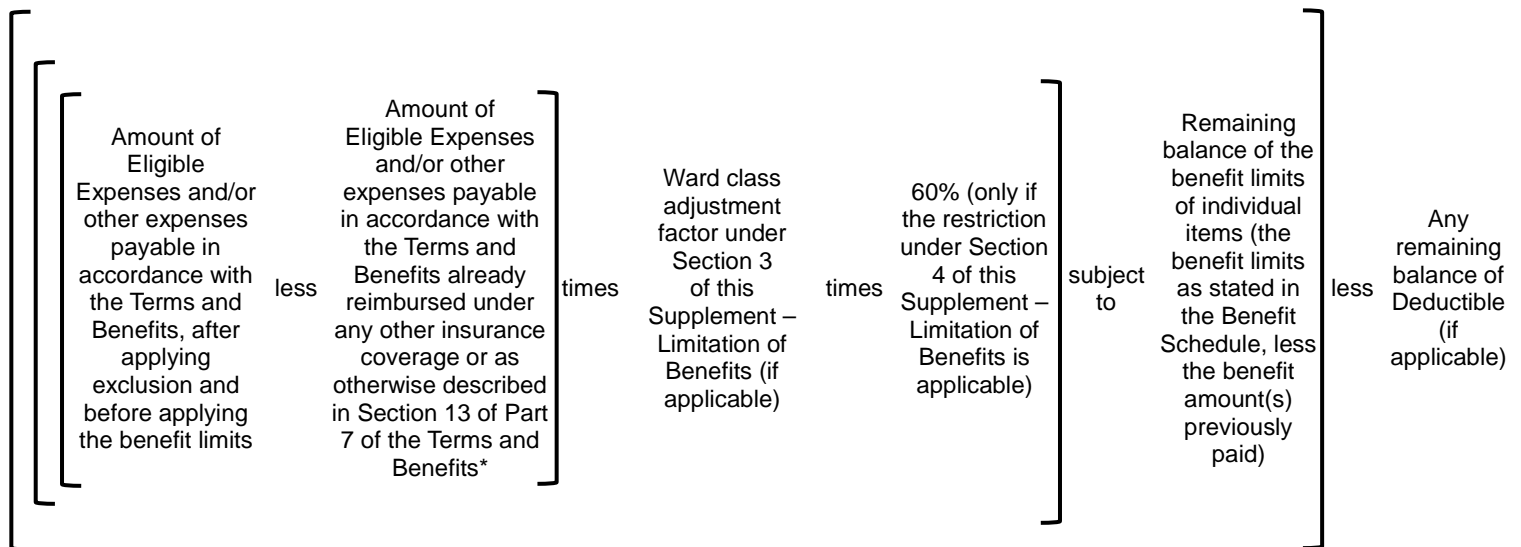 Amount of
Eligible
Expenses and/or
other expenses
payable in
accordance with
the Terms and
Benefits, after
applying
exclusion and
before applying
the benefit limits
less
Amount of
Eligible Expenses
and/or other
expenses payable
in accordance with
the Terms and
Benefits already
reimbursed under
any other insurance
coverage or as
otherwise described
in Section 13 of Part
7 of the Terms and
Benefits*
times
Ward class
adjustment
factor under
Section 3
of this
Supplement –
Limitation of
Benefits (if
applicable)
times
60% (only if
the restriction
under Section
4 of this
Supplement –
Limitation of
Benefits is
applicable)
subject
to
Remaining
balance of the
benefit limits
of individual
items (the
benefit limits
as stated in
the Benefit
Schedule, less
the benefit
amount(s)
previously
paid)
less
Any
remaining
balance of
Deductible
(if
applicable)